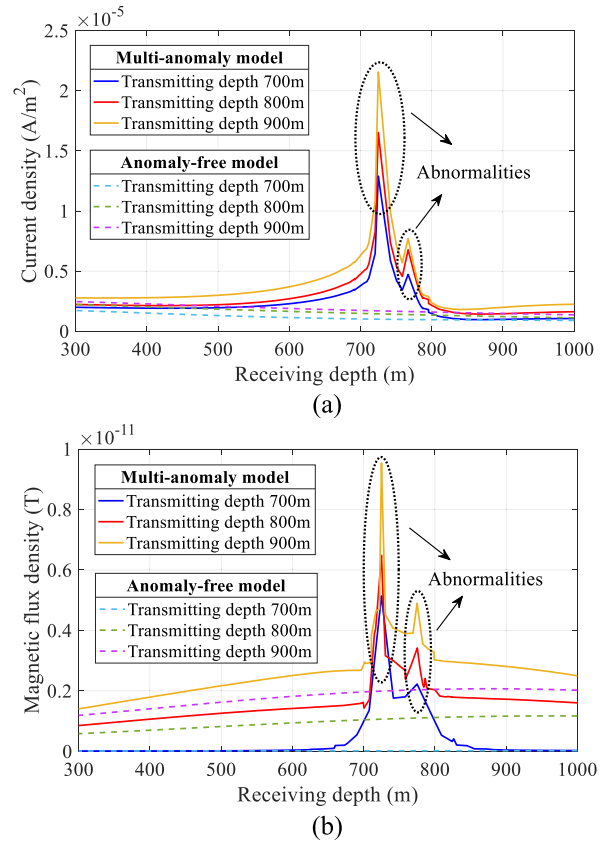 ×10⁻⁵
2.5
2
1.5
1
0.5
0
Current density (A/m²)
Multi-anomaly model
Transmitting depth 700m
Transmitting depth 800m
Transmitting depth 900m
Anomaly-free model
Transmitting depth 700m
Transmitting depth 800m
Transmitting depth 900m
Abnormalities
300 400 500 600 700 800 900 1000
Receiving depth (m)
(a)
×10⁻¹¹
1
0.8
0.6
0.4
0.2
0
Magnetic flux density (T)
Multi-anomaly model
Transmitting depth 700m
Transmitting depth 800m
Transmitting depth 900m
Anomaly-free model
Transmitting depth 700m
Transmitting depth 800m
Transmitting depth 900m
Abnormalities
300 400 500 600 700 800 900 1000
Receiving depth (m)
(b)